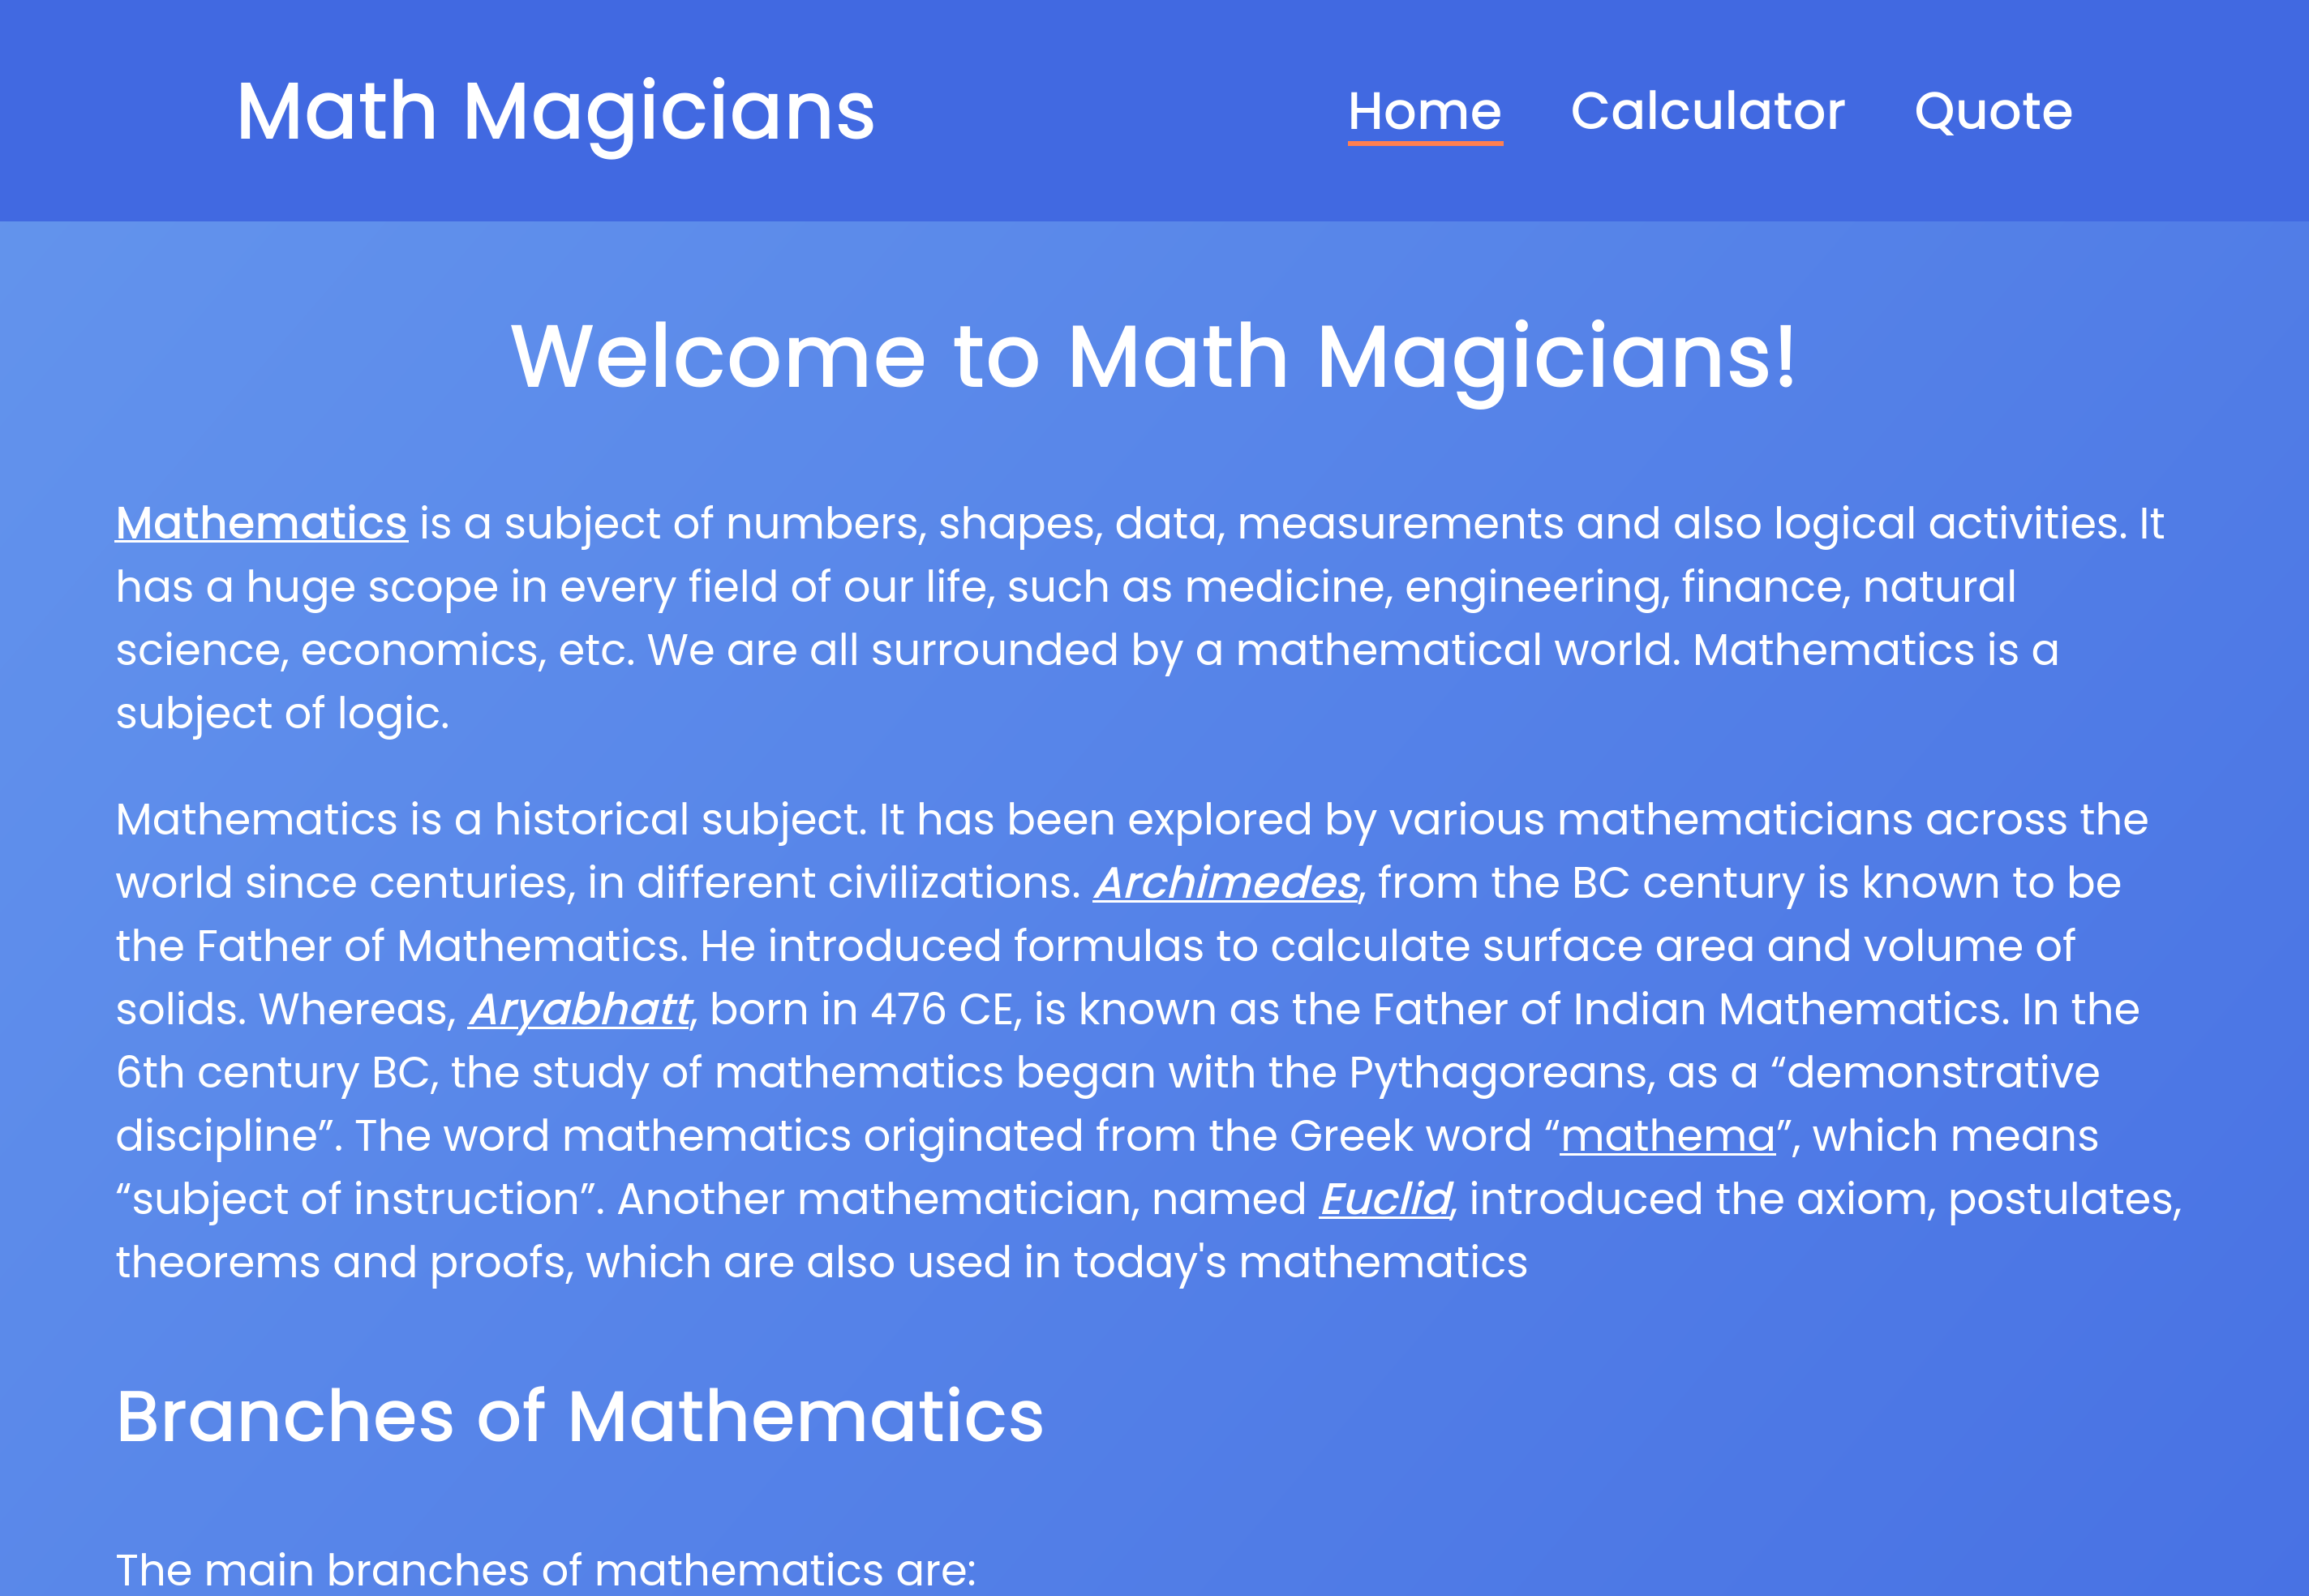 Math Magicians
Home Calculator Quote
Welcome to Math Magicians!
Mathematics is a subject of numbers, shapes, data, measurements and also logical activities. It
has a huge scope in every field of our life, such as medicine, engineering, finance, natural
science, economics, etc. We are all surrounded by a mathematical world. Mathematics is a
subject of logic.
Mathematics is a historical subject. It has been explored by various mathematicians across the
world since centuries, in different civilizations. Archimedes, from the BC century is known to be
the Father of Mathematics. He introduced formulas to calculate surface area and volume of
solids. Whereas, Aryabhatt, born in 476 CE, is known as the Father of Indian Mathematics. In the
6th century BC, the study of mathematics began with the Pythagoreans, as a “demonstrative
discipline”. The word mathematics originated from the Greek word “mathema”, which means
“subject of instruction”. Another mathematician, named Euclid, introduced the axiom, postulates,
theorems and proofs, which are also used in today's mathematics
Branches of Mathematics
The main branches of mathematics are: